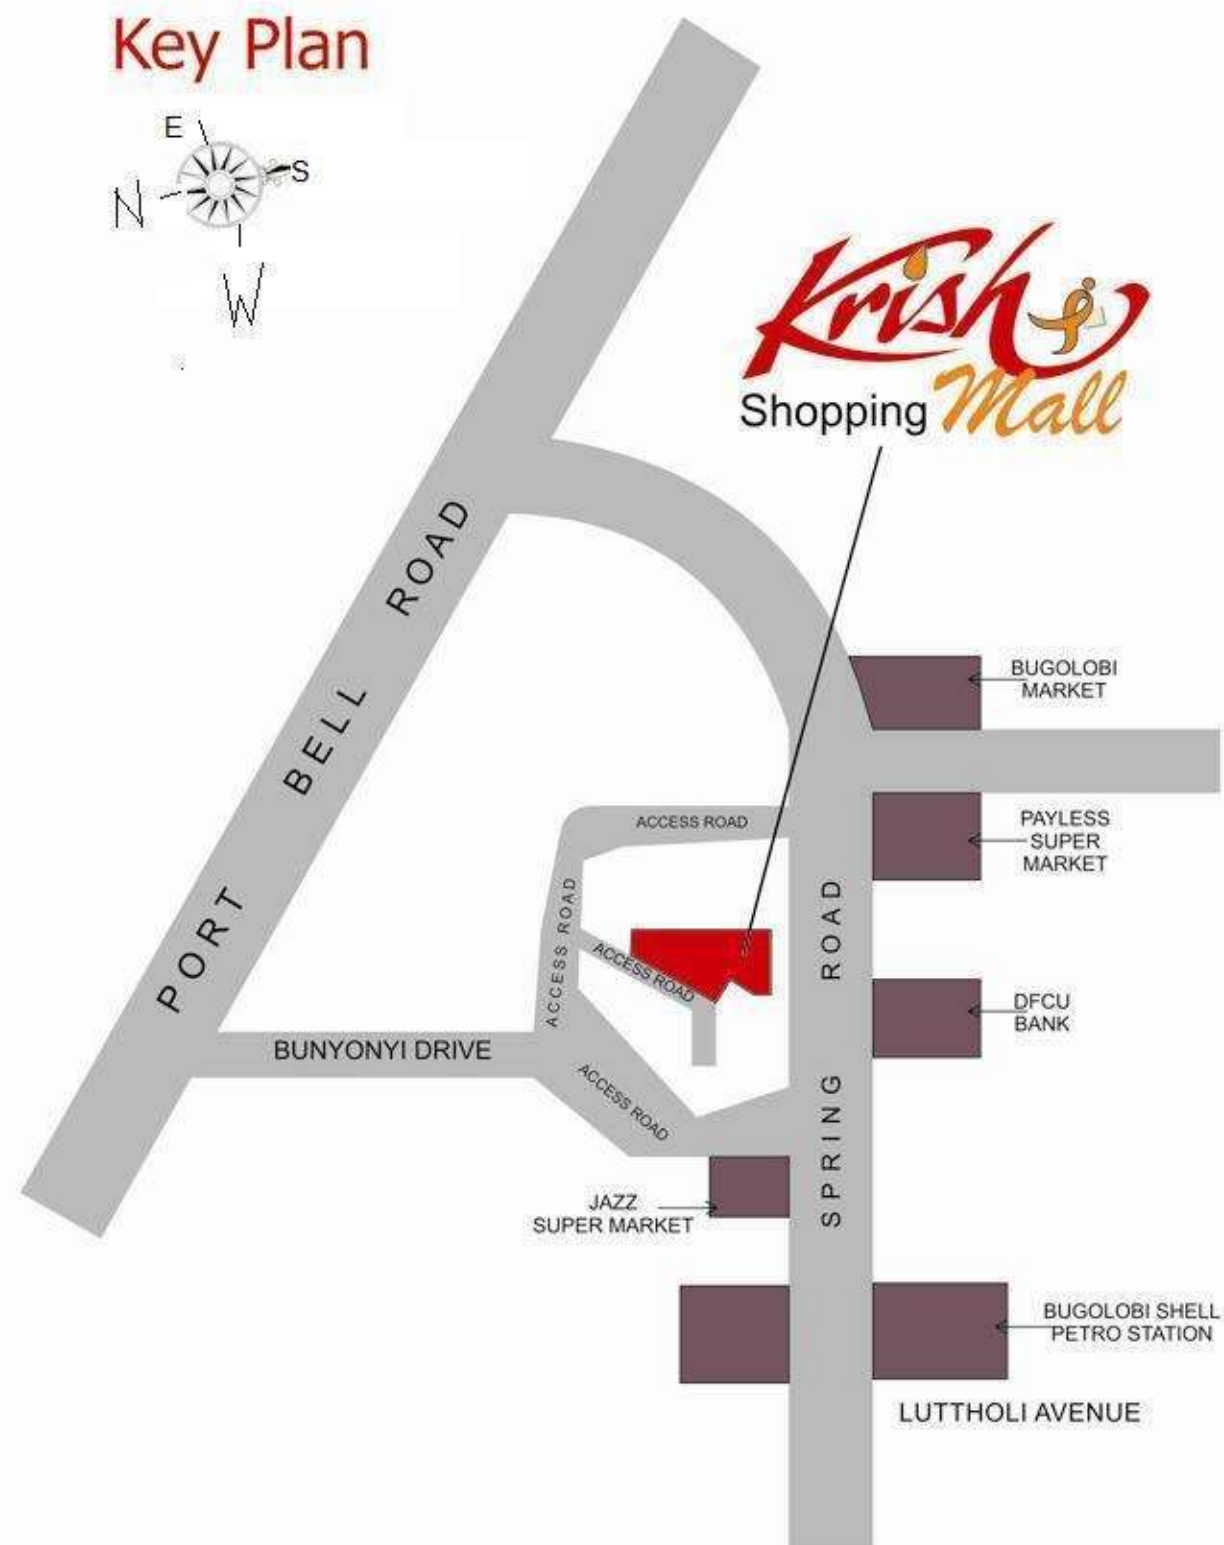 Key Plan
E
S
N
W
Krish
Shopping Mall
PORT BELL ROAD
BUGOLOBI
MARKET
ACCESS ROAD
PAYLESS
SUPER
MARKET
ACCESS ROAD
ACCESS ROAD
SPRING ROAD
DFCU
BANK
BUNYONYI DRIVE
ACCESS ROAD
JAZZ
SUPER MARKET
BUGOLOBI SHELL
PETRO STATION
LUTTHOLI AVENUE